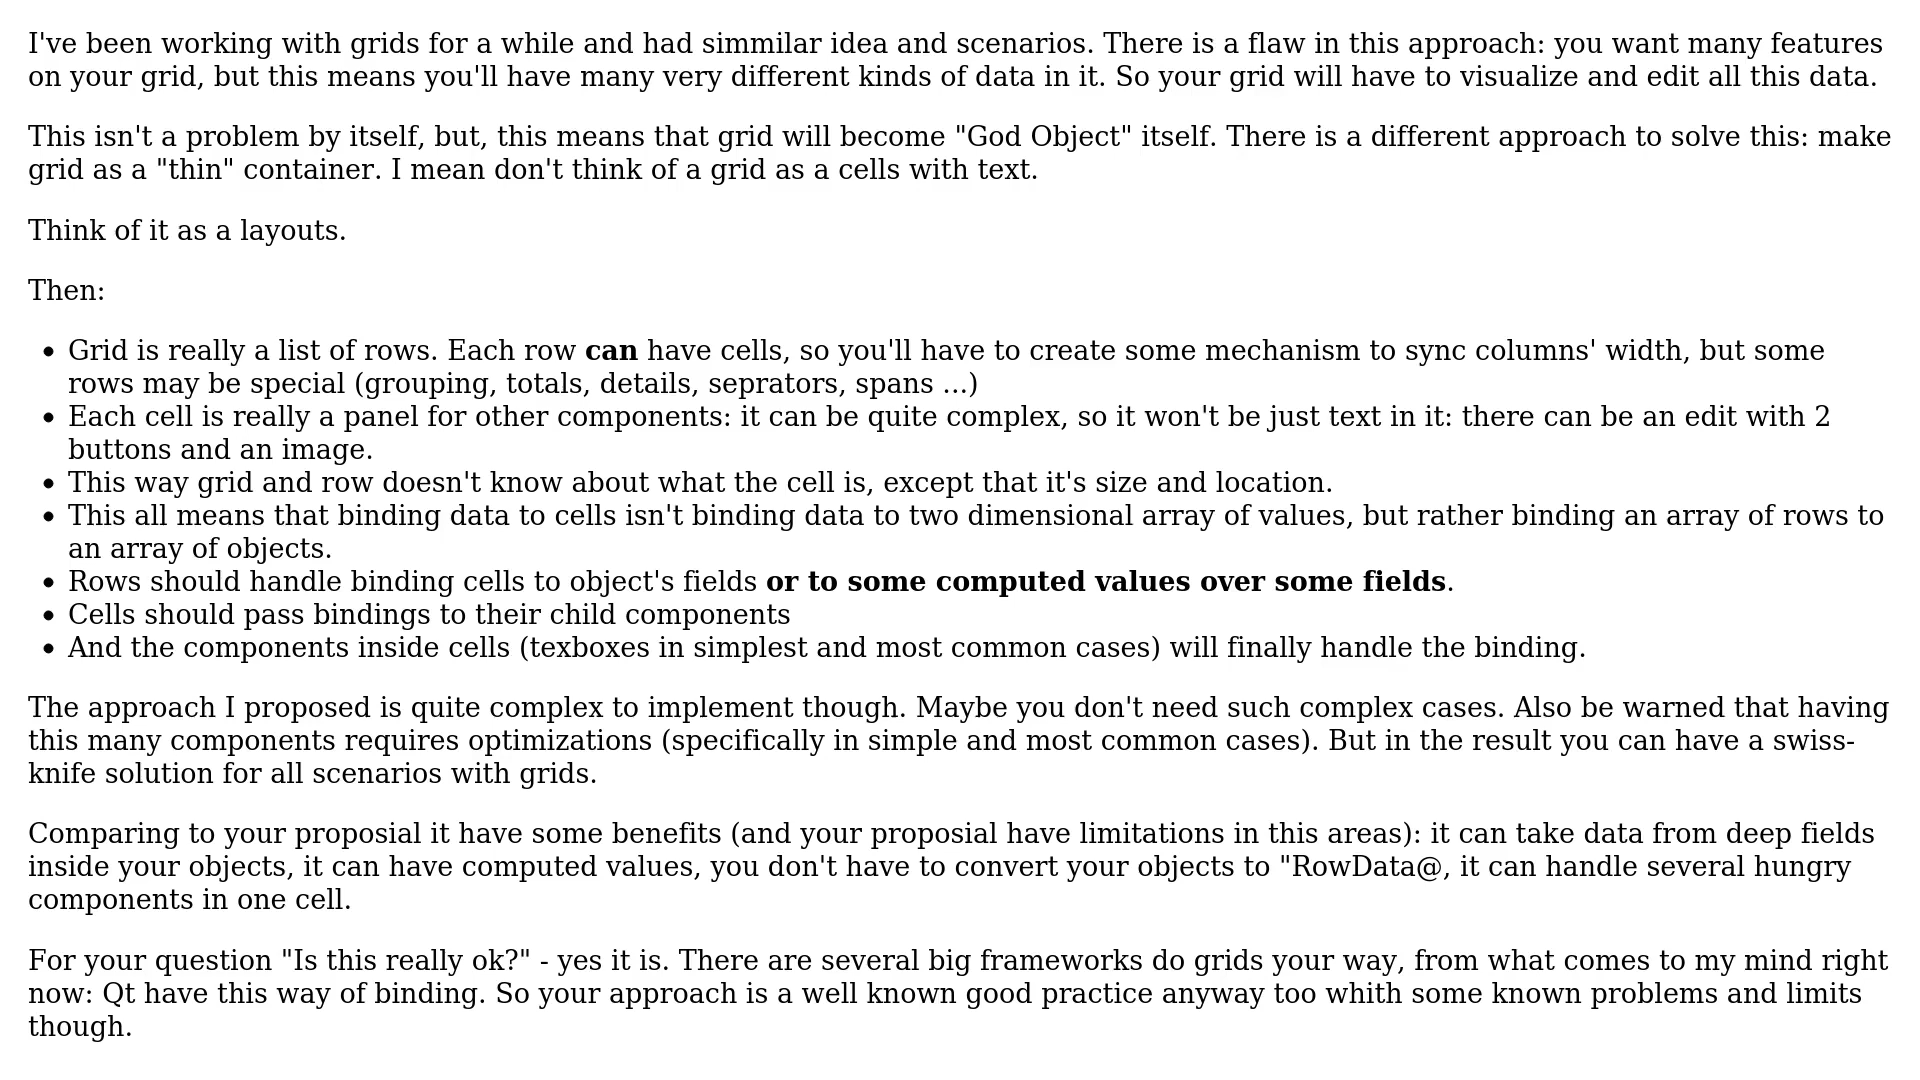 I've been working with grids for a while and had simmilar idea and scenarios. There is a flaw in this approach: you want many features
on your grid, but this means you'll have many very different kinds of data in it. So your grid will have to visualize and edit all this data.
This isn't a problem by itself, but, this means that grid will become "God Object" itself. There is a different approach to solve this: make
grid as a "thin" container. I mean don't think of a grid as a cells with text.
Think of it as a layouts.
Then:
• Grid is really a list of rows. Each row can have cells, so you'll have to create some mechanism to sync columns' width, but some
rows may be special (grouping, totals, details, seprators, spans ...)
• Each cell is really a panel for other components: it can be quite complex, so it won't be just text in it: there can be an edit with 2
buttons and an image.
• This way grid and row doesn't know about what the cell is, except that it's size and location.
• This all means that binding data to cells isn't binding data to two dimensional array of values, but rather binding an array of rows to
an array of objects.
• Rows should handle binding cells to object's fields or to some computed values over some fields.
• Cells should pass bindings to their child components
• And the components inside cells (texboxes in simplest and most common cases) will finally handle the binding.
The approach I proposed is quite complex to implement though. Maybe you don't need such complex cases. Also be warned that having
this many components requires optimizations (specifically in simple and most common cases). But in the result you can have a swiss-
knife solution for all scenarios with grids.
Comparing to your proposial it have some benefits (and your proposial have limitations in this areas): it can take data from deep fields
inside your objects, it can have computed values, you don't have to convert your objects to "RowData@, it can handle several hungry
components in one cell.
For your question "Is this really ok?" - yes it is. There are several big frameworks do grids your way, from what comes to my mind right
now: Qt have this way of binding. So your approach is a well known good practice anyway too whith some known problems and limits
though.